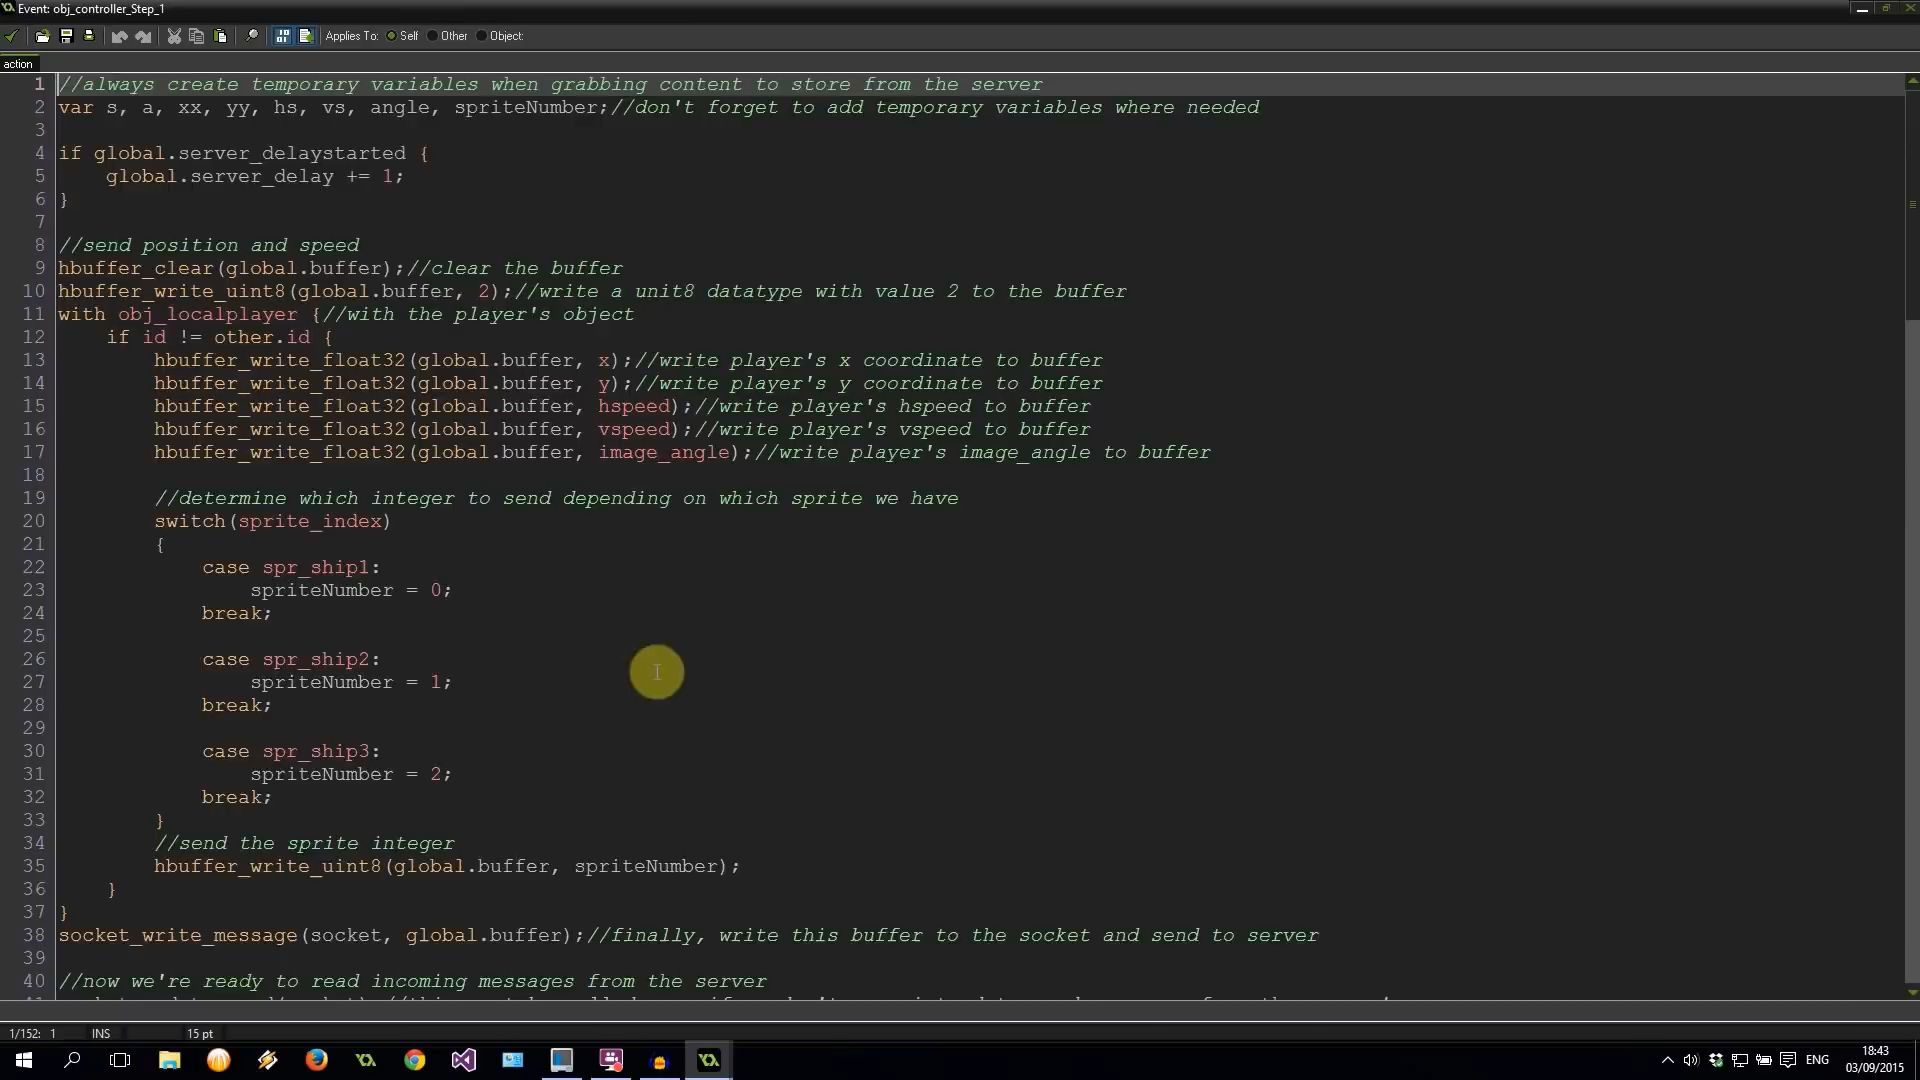 Event: obj_controller_Step_1
Applies To: Self Other Object:
action
1 //always create temporary variables when grabbing content to store from the server
2 var s, a, xx, yy, hs, vs, angle, spriteNumber;//don't forget to add temporary variables where needed
3
4 if global.server_delaystarted {
5 global.server_delay += 1;
6 }
7
8 //send position and speed
9 hbuffer_clear(global.buffer);//clear the buffer
10 hbuffer_write_uint8(global.buffer, 2);//write a unit8 datatype with value 2 to the buffer
11 with obj_localplayer {//with the player's object
12 if id != other.id {
13 hbuffer_write_float32(global.buffer, x);//write player's x coordinate to buffer
14 hbuffer_write_float32(global.buffer, y);//write player's y coordinate to buffer
15 hbuffer_write_float32(global.buffer, hspeed);//write player's hspeed to buffer
16 hbuffer_write_float32(global.buffer, vspeed);//write player's vspeed to buffer
17 hbuffer_write_float32(global.buffer, image_angle);//write player's image_angle to buffer
18
19 //determine which integer to send depending on which sprite we have
20 switch(sprite_index)
21 {
22 case spr_ship1:
23 spriteNumber = 0;
24 break;
25
26 case spr_ship2:
27 spriteNumber = 1;
28 break;
29
30 case spr_ship3:
31 spriteNumber = 2;
32 break;
33 }
34 //send the sprite integer
35 hbuffer_write_uint8(global.buffer, spriteNumber);
36 }
37 }
38 socket_write_message(socket, global.buffer);//finally, write this buffer to the socket and send to server
39
40 //now we're ready to read incoming messages from the server
1/152: 1 INS 15 pt
ENG
18:43
03/09/2015